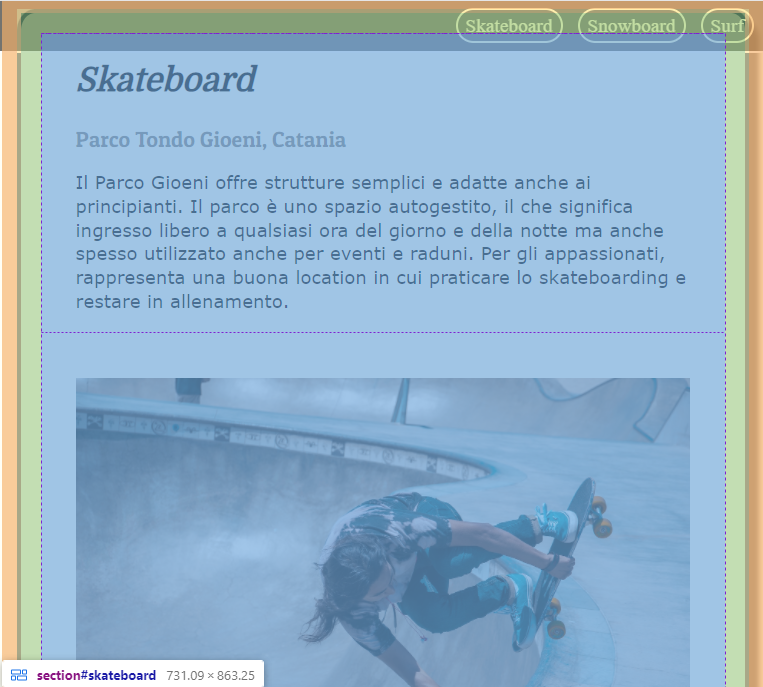 Skateboard Snowboard Surf
Skateboard
Parco Tondo Gioeni, Catania
Il Parco Gioeni offre strutture semplici e adatte anche ai
principianti. Il parco è uno spazio autogestito, il che significa
ingresso libero a qualsiasi ora del giorno e della notte ma anche
spesso utilizzato anche per eventi e raduni. Per gli appassionati,
rappresenta una buona location in cui praticare lo skateboarding e
restare in allenamento.
section#skateboard 731.09 × 863.25